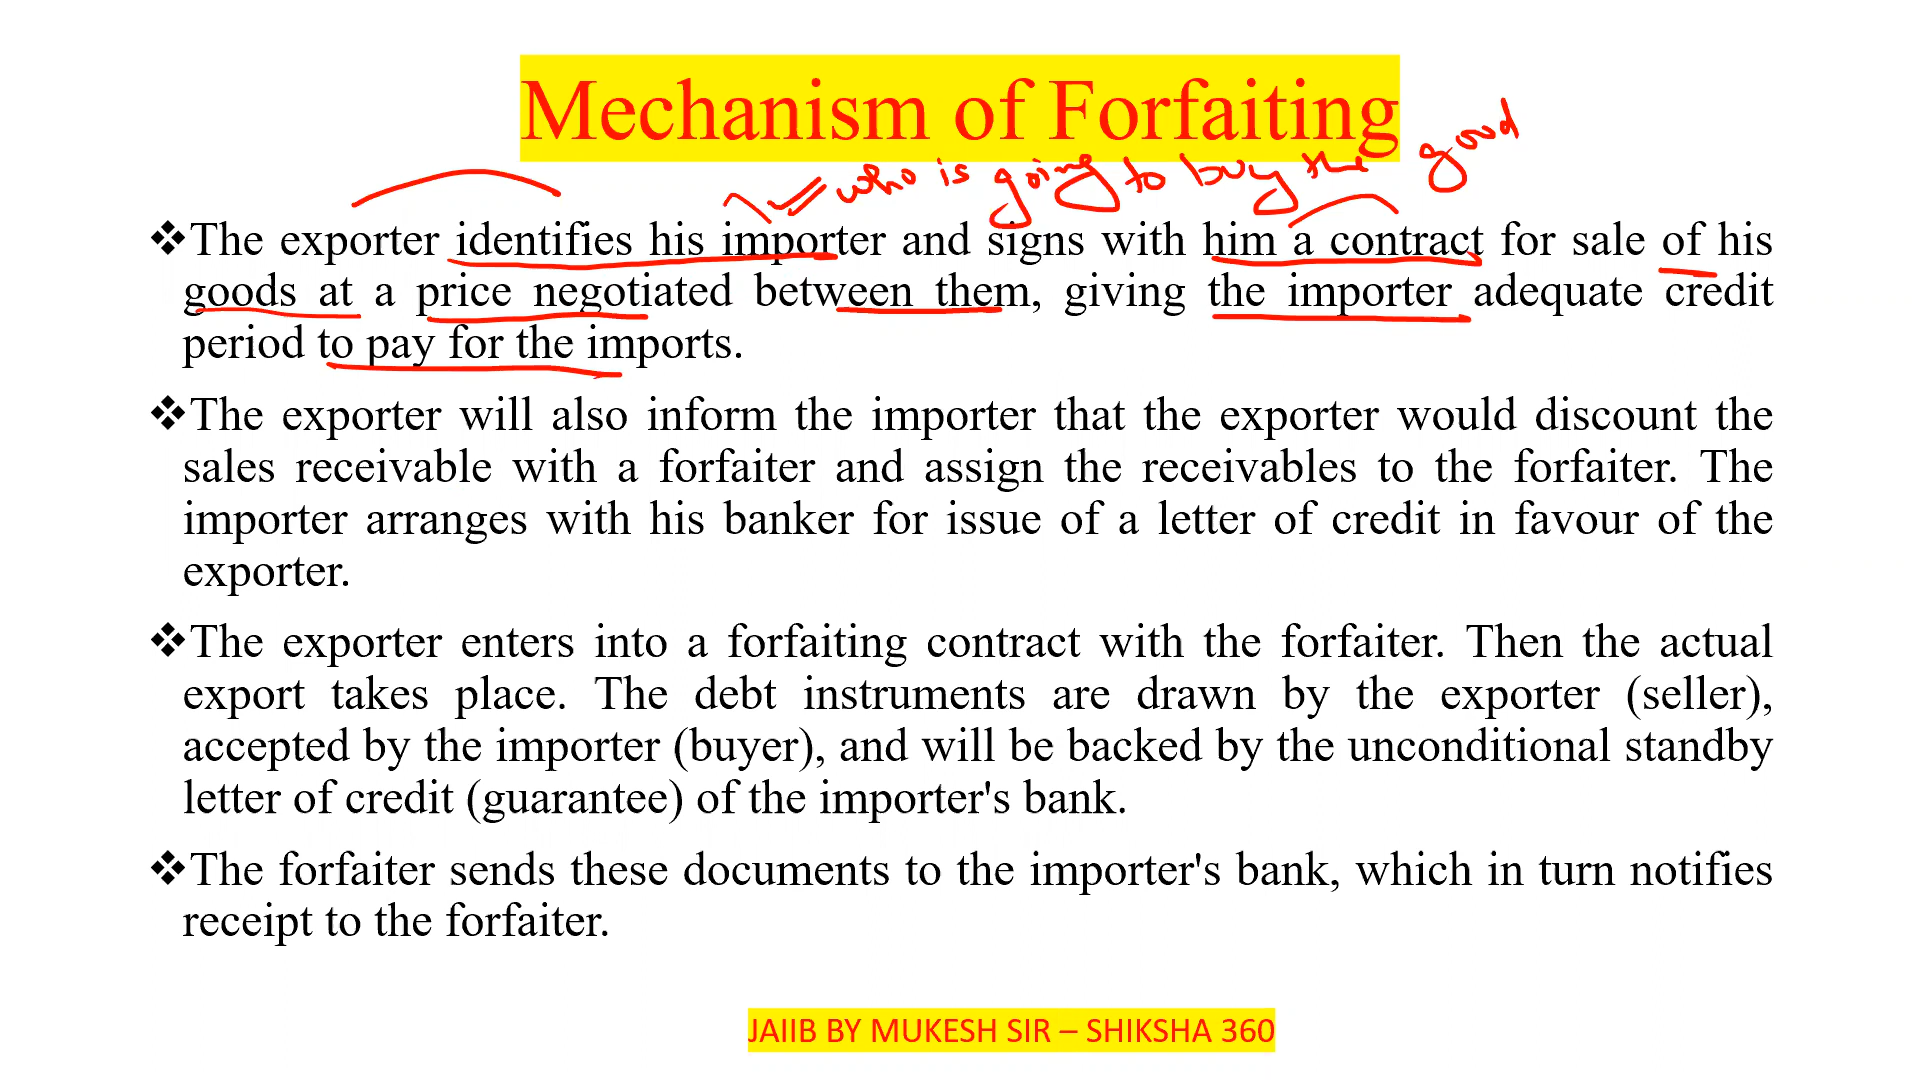 Mechanism of Forfaiting
who is going to buy the good
❖The exporter identifies his importer and signs with him a contract for sale of his
goods at a price negotiated between them, giving the importer adequate credit
period to pay for the imports.
❖The exporter will also inform the importer that the exporter would discount the
sales receivable with a forfaiter and assign the receivables to the forfaiter. The
importer arranges with his banker for issue of a letter of credit in favour of the
exporter.
❖The exporter enters into a forfaiting contract with the forfaiter. Then the actual
export takes place. The debt instruments are drawn by the exporter (seller),
accepted by the importer (buyer), and will be backed by the unconditional standby
letter of credit (guarantee) of the importer's bank.
❖The forfaiter sends these documents to the importer's bank, which in turn notifies
receipt to the forfaiter.
JAIIB BY MUKESH SIR – SHIKSHA 360